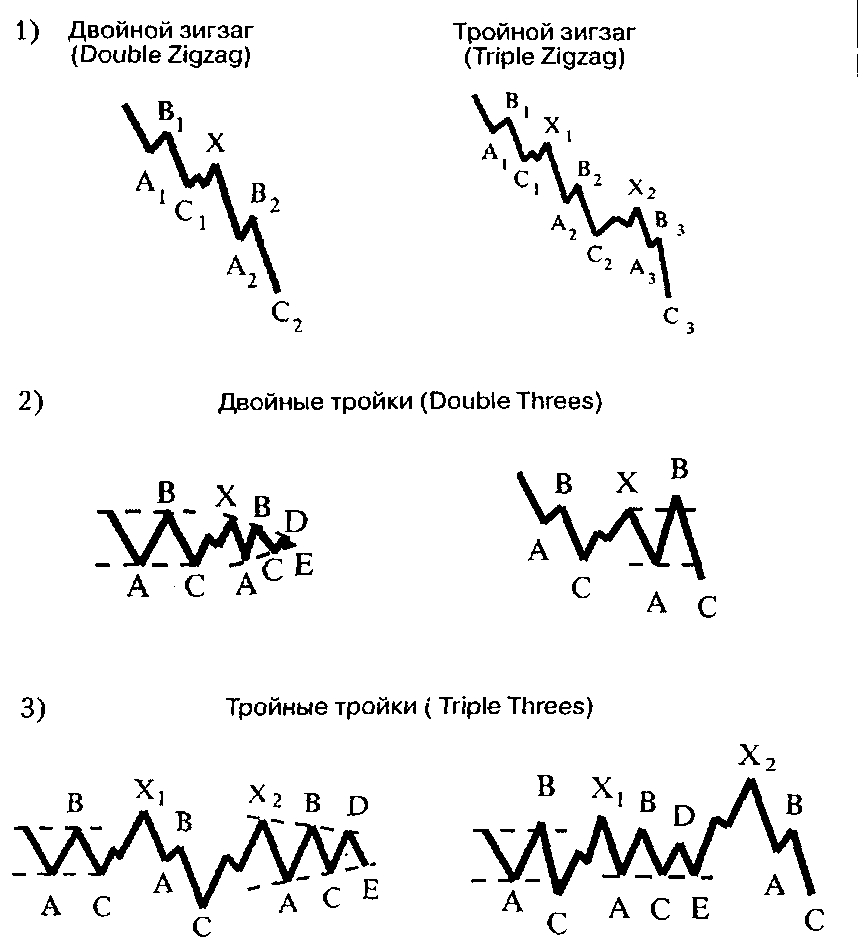 1) Двойной зигзаг
(Double Zigzag)
Тройной зигзаг
(Triple Zigzag)
B1
X
A1
C1
B2
A2
C2
B1
X1
A1
C1
B2
A2
C2
X2
B3
A3
C3
2) Двойные тройки (Double Threes)
B X B D
A C A C E
B X B
A C A C
3) Тройные тройки ( Triple Threes)
B X1 B X2 B D
A C A C A C E
B X1 B D X2 B
A C A C E A C